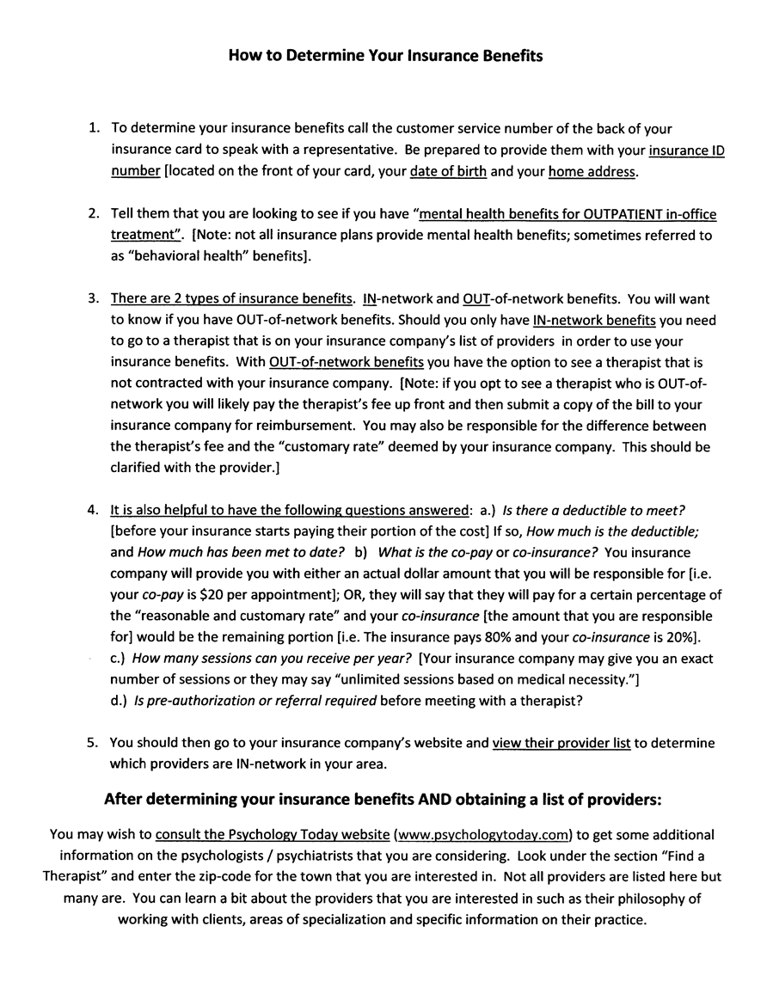 How to Determine Your Insurance Benefits
1. To determine your insurance benefits call the customer service number of the back of your
insurance card to speak with a representative. Be prepared to provide them with your insurance ID
number [located on the front of your card, your date of birth and your home address.
2. Tell them that you are looking to see if you have “mental health benefits for OUTPATIENT in-office
treatment”. [Note: not all insurance plans provide mental health benefits; sometimes referred to
as “behavioral health” benefits].
3. There are 2 types of insurance benefits. IN-network and OUT-of-network benefits. You will want
to know if you have OUT-of-network benefits. Should you only have IN-network benefits you need
to go to a therapist that is on your insurance company’s list of providers in order to use your
insurance benefits. With OUT-of-network benefits you have the option to see a therapist that is
not contracted with your insurance company. [Note: if you opt to see a therapist who is OUT-of-
network you will likely pay the therapist’s fee up front and then submit a copy of the bill to your
insurance company for reimbursement. You may also be responsible for the difference between
the therapist’s fee and the “customary rate” deemed by your insurance company. This should be
clarified with the provider.]
4. It is also helpful to have the following questions answered: a.) Is there a deductible to meet?
[before your insurance starts paying their portion of the cost] If so, How much is the deductible;
and How much has been met to date? b) What is the co-pay or co-insurance? You insurance
company will provide you with either an actual dollar amount that you will be responsible for [i.e.
your co-pay is $20 per appointment]; OR, they will say that they will pay for a certain percentage of
the “reasonable and customary rate” and your co-insurance [the amount that you are responsible
for] would be the remaining portion [i.e. The insurance pays 80% and your co-insurance is 20%].
c.) How many sessions can you receive per year? [Your insurance company may give you an exact
number of sessions or they may say “unlimited sessions based on medical necessity.”]
d.) Is pre-authorization or referral required before meeting with a therapist?
5. You should then go to your insurance company’s website and view their provider list to determine
which providers are IN-network in your area.
After determining your insurance benefits AND obtaining a list of providers:
You may wish to consult the Psychology Today website (www.psychologytoday.com) to get some additional
information on the psychologists / psychiatrists that you are considering. Look under the section “Find a
Therapist” and enter the zip-code for the town that you are interested in. Not all providers are listed here but
many are. You can learn a bit about the providers that you are interested in such as their philosophy of
working with clients, areas of specialization and specific information on their practice.